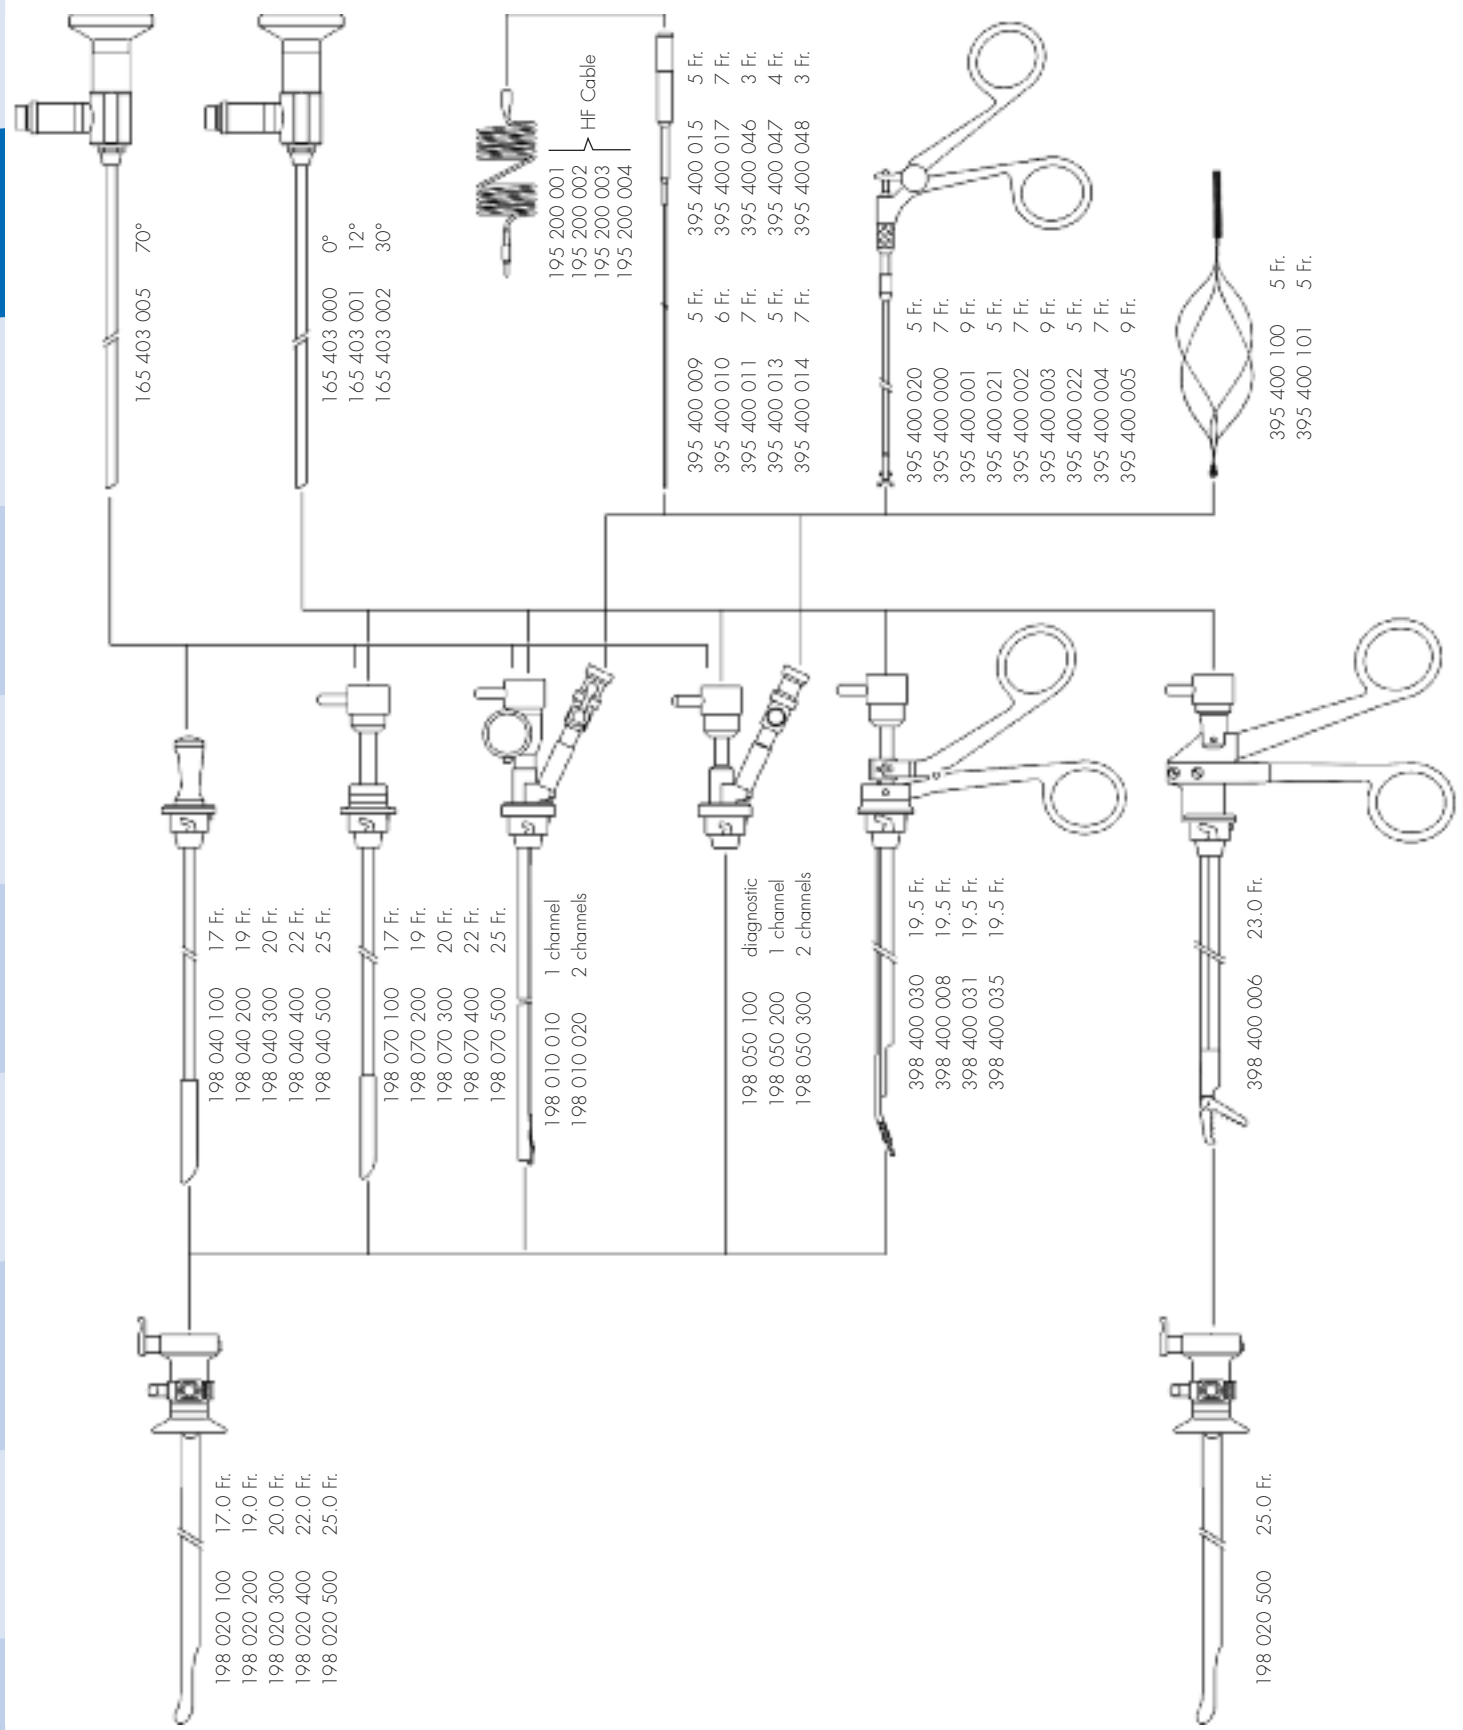 165 403 005 70°
165 403 000 0°
165 403 001 12°
165 403 002 30°
195 200 001
195 200 002
195 200 003
195 200 004
HF Cable
395 400 009 5 Fr.
395 400 010 6 Fr.
395 400 011 7 Fr.
395 400 013 5 Fr.
395 400 014 7 Fr.
395 400 015 5 Fr.
395 400 017 7 Fr.
395 400 046 3 Fr.
395 400 047 4 Fr.
395 400 048 3 Fr.
395 400 020 5 Fr.
395 400 000 7 Fr.
395 400 001 9 Fr.
395 400 021 5 Fr.
395 400 002 7 Fr.
395 400 003 9 Fr.
395 400 022 5 Fr.
395 400 004 7 Fr.
395 400 005 9 Fr.
395 400 100 5 Fr.
395 400 101 5 Fr.
198 040 100 17 Fr.
198 040 200 19 Fr.
198 040 300 20 Fr.
198 040 400 22 Fr.
198 040 500 25 Fr.
198 070 100 17 Fr.
198 070 200 19 Fr.
198 070 300 20 Fr.
198 070 400 22 Fr.
198 070 500 25 Fr.
198 010 010 1 channel
198 010 020 2 channels
198 050 100 diagnostic
198 050 200 1 channel
198 050 300 2 channels
398 400 030 19.5 Fr.
398 400 008 19.5 Fr.
398 400 031 19.5 Fr.
398 400 035 19.5 Fr.
398 400 006 23.0 Fr.
198 020 100 17.0 Fr.
198 020 200 19.0 Fr.
198 020 300 20.0 Fr.
198 020 400 22.0 Fr.
198 020 500 25.0 Fr.
198 020 500 25.0 Fr.